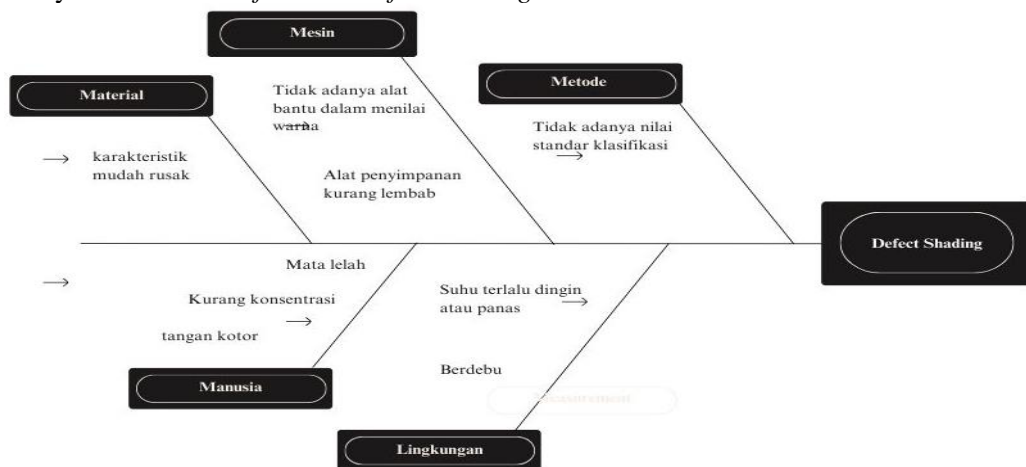 Mesin
Material
Metode
Tidak adanya alat
bantu dalam menilai
warna
Tidak adanya nilai
standar klasifikasi
karakteristik
mudah rusak
Alat penyimpanan
kurang lembab
Defect Shading
Mata lelah
Kurang konsentrasi
tangan kotor
Suhu terlalu dingin
atau panas
Berdebu
Manusia
Lingkungan